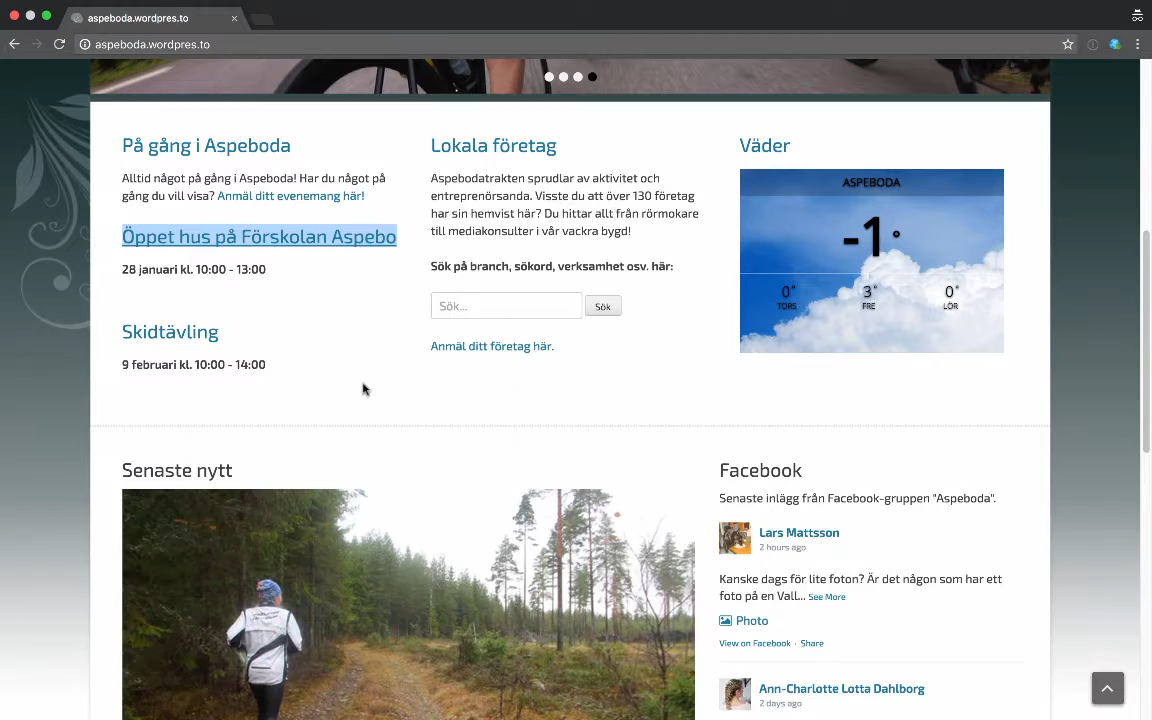 aspeboda.wordpres.to
aspeboda.wordpres.to
På gång i Aspeboda
Alltid något på gång i Aspeboda! Har du något på
gång du vill visa? Anmäl ditt evenemang här!
Öppet hus på Förskolan Aspebo
28 januari kl. 10:00 - 13:00
Skidtävling
9 februari kl. 10:00 - 14:00
Lokala företag
Aspebodatrakten sprudlar av aktivitet och
entreprenörsanda. Visste du att över 130 företag
har sin hemvist här? Du hittar allt från rörmokare
till mediakonsulter i vår vackra bygd!
Sök på branch, sökord, verksamhet osv. här:
Sök... Sök
Anmäl ditt företag här.
Väder
ASPEBODA
-1°
0° 3° 0°
TORS FRE LÖR
Senaste nytt
Facebook
Senaste inlägg från Facebook-gruppen "Aspeboda".
Lars Mattsson
2 hours ago
Kanske dags för lite foton? Är det någon som har ett
foto på en Vall... See More
Photo
View on Facebook · Share
Ann-Charlotte Lotta Dahlborg
2 days ago